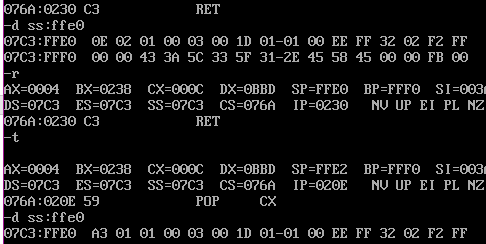 076A:0230 C3 RET
-d ss:ffe0
07C3:FFE0 0E 02 01 00 03 00 1D 01-01 00 EE FF 32 02 F2 FF
07C3:FFF0 00 00 43 3A 5C 33 5F 31-2E 45 58 45 00 00 FB 00
-r
AX=0004 BX=0238 CX=000C DX=0BBD SP=FFE0 BP=FFF0 SI=003A
DS=07C3 ES=07C3 SS=07C3 CS=076A IP=0230 NV UP EI PL NZ
076A:0230 C3 RET
-t
AX=0004 BX=0238 CX=000C DX=0BBD SP=FFE2 BP=FFF0 SI=003A
DS=07C3 ES=07C3 SS=07C3 CS=076A IP=020E NV UP EI PL NZ
076A:020E 59 POP CX
-d ss:ffe0
07C3:FFE0 A3 01 01 00 03 00 1D 01-01 00 EE FF 32 02 F2 FF